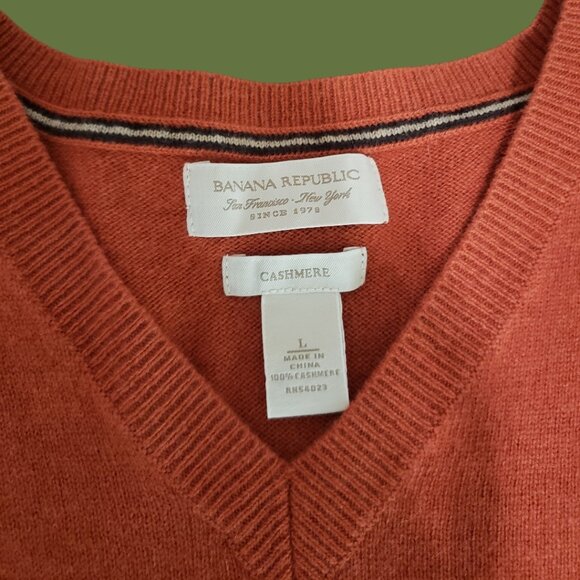 BANANA REPUBLIC
San Francisco - New York
SINCE 1978
CASHMERE
L
MADE IN
CHINA
100% CASHMERE
RN54023